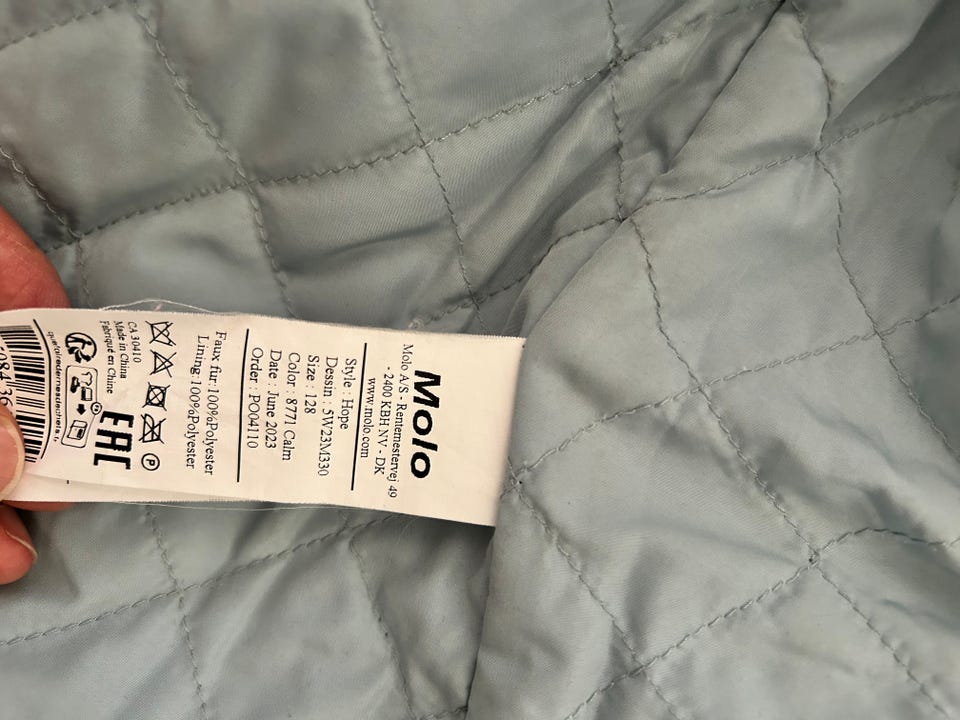 Molo
Molo A/S - Rentemestervej 49
- 2400 KBH.NV - DK
www.molo.com
Style : Hope
Dessin : 5W23M330
Size : 128
Color : 8771 Calm
Date : June 2023
Order : PO04110
Faux fur:100%Polyester
Lining:100%Polyester
P
CA 30410
Made in China
Fabriqué en Chine
EAC
quefairedemesdechets.fr